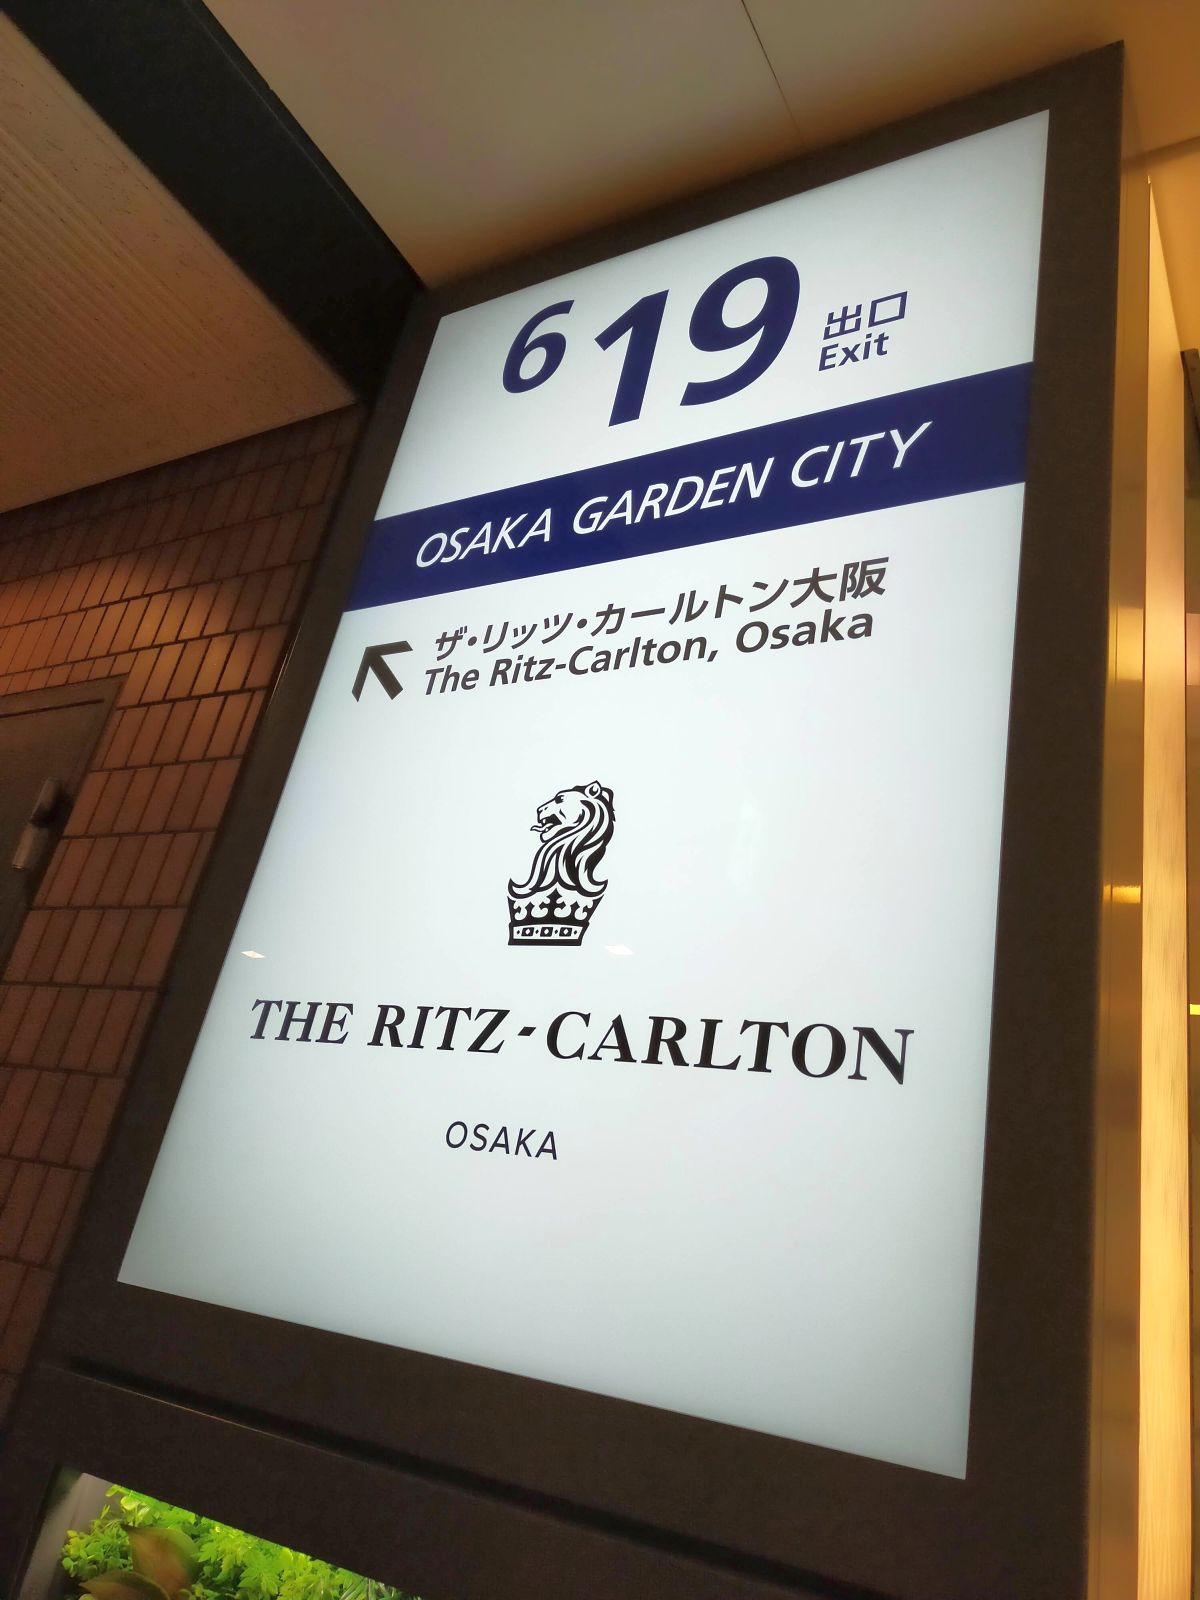 6 19 出口
Exit
OSAKA GARDEN CITY
ザ・リッツ・カールトン大阪
The Ritz-Carlton, Osaka
THE RITZ-CARLTON
OSAKA